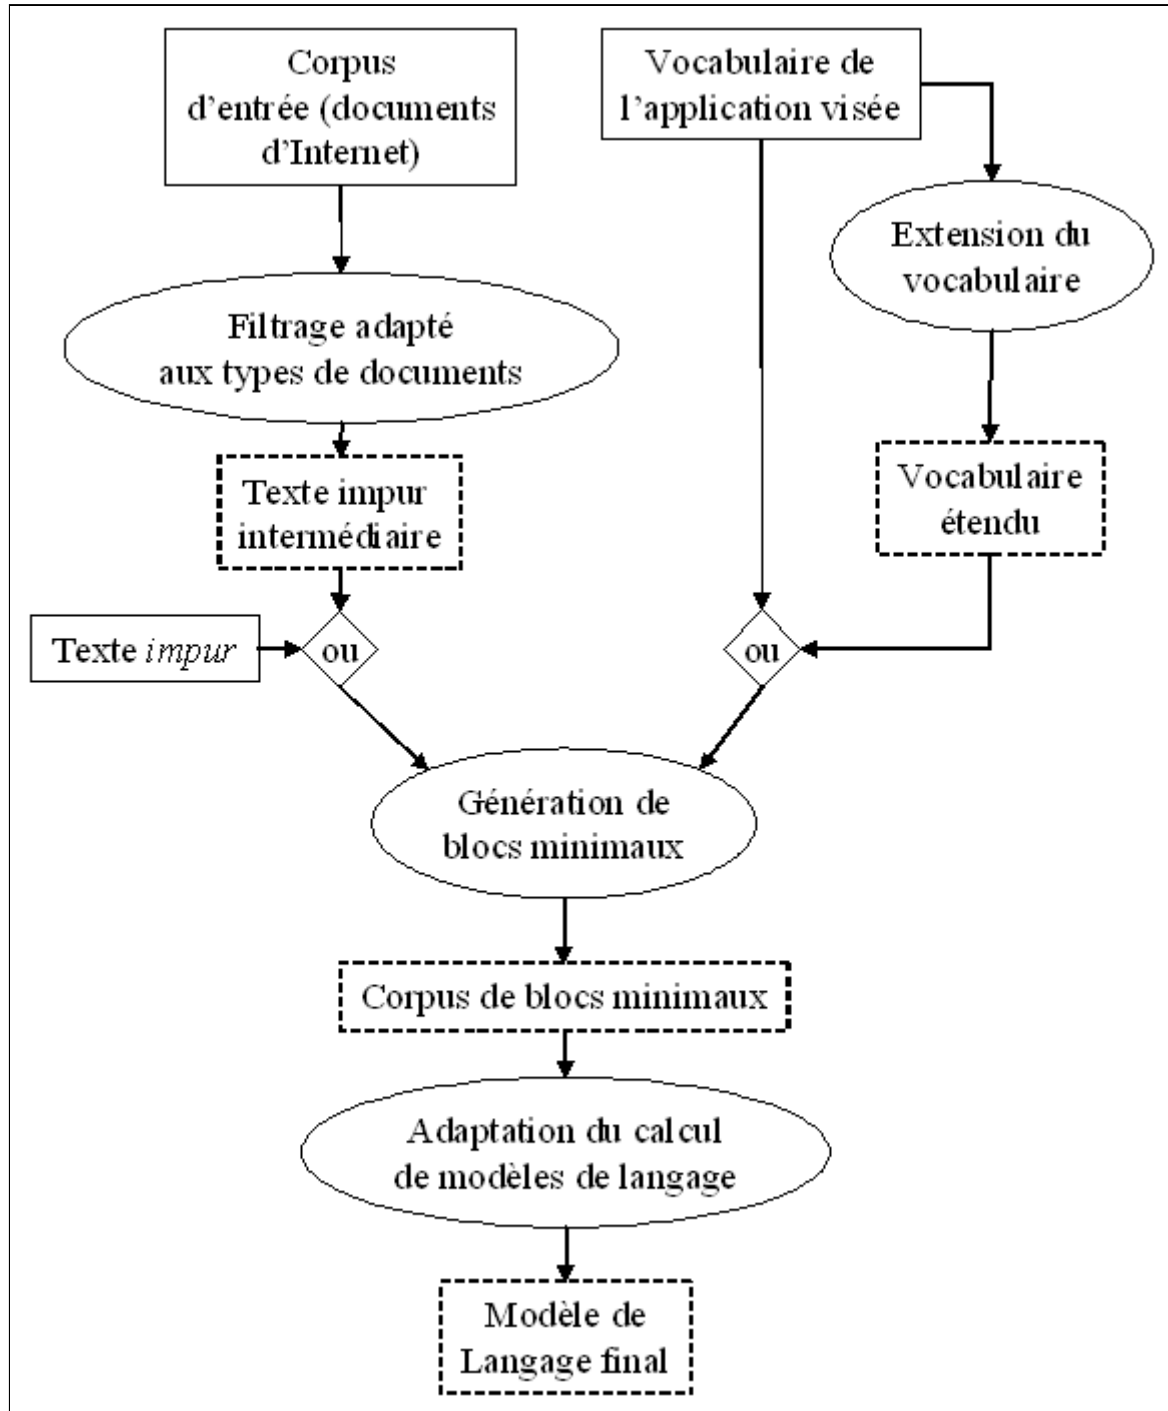 Corpus
d'entrée (documents
d'Internet)
Vocabulaire de
l'application visée
Extension du
vocabulaire
Filtrage adapté
aux types de documents
Texte impur
intermédiaire
Vocabulaire
étendu
Texte impur
ou
ou
Génération de
blocs minimaux
Corpus de blocs minimaux
Adaptation du calcul
de modèles de langage
Modèle de
Langage final